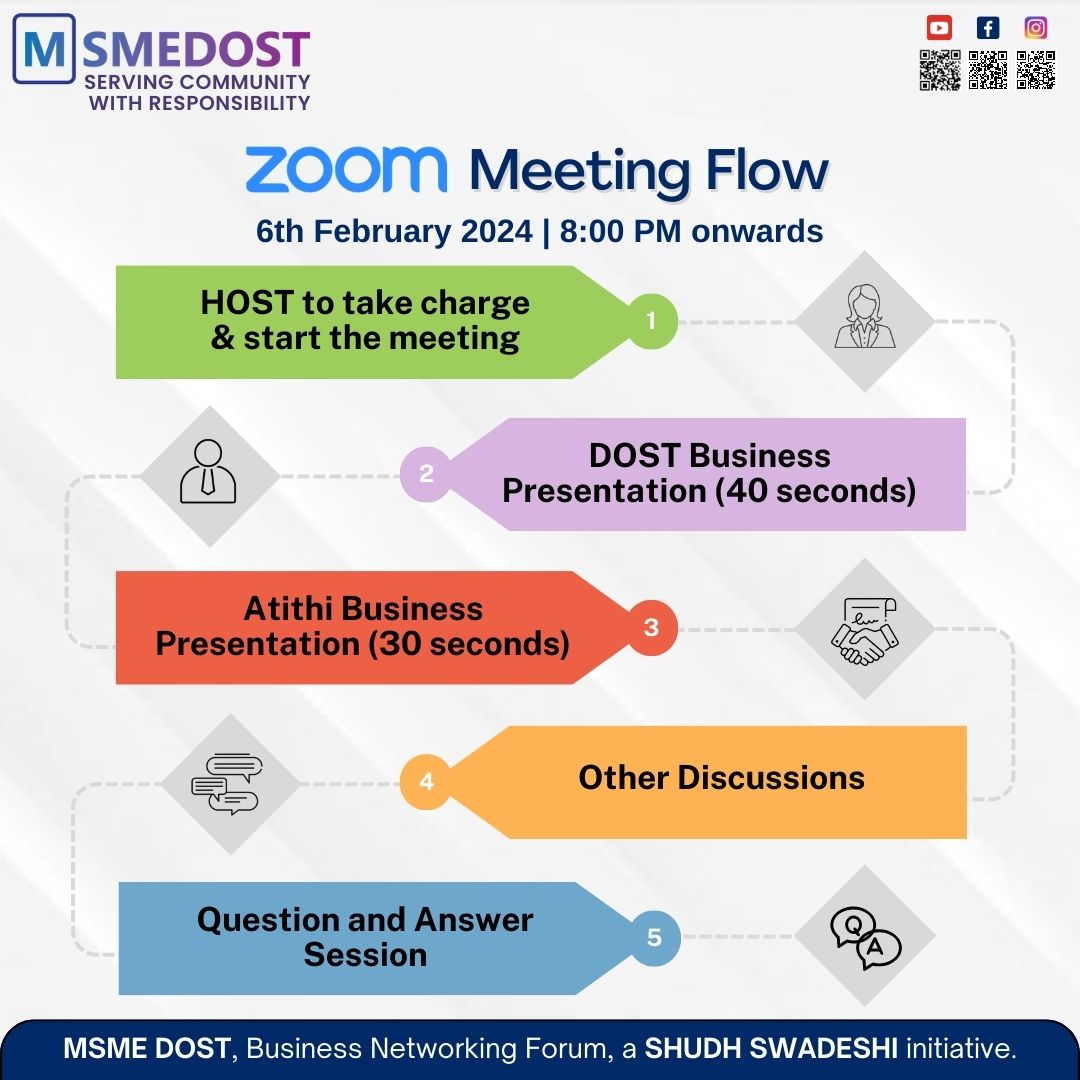 MSMEDOST
SERVING COMMUNITY
WITH RESPONSIBILITY
zoom Meeting Flow
6th February 2024 | 8:00 PM onwards
HOST to take charge
& start the meeting
1
2
DOST Business
Presentation (40 seconds)
Atithi Business
Presentation (30 seconds)
3
4
Other Discussions
Question and Answer
Session
5
Q
A
MSME DOST, Business Networking Forum, a SHUDH SWADESHI initiative.